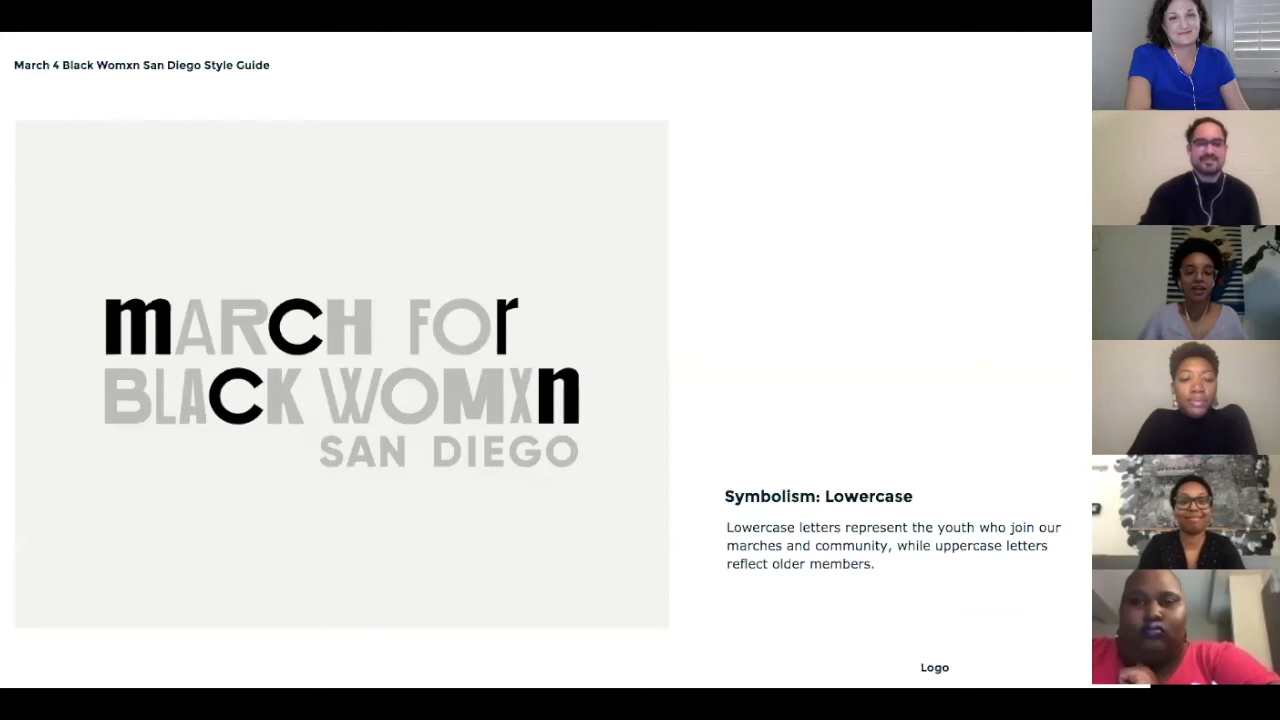 March 4 Black Womxn San Diego Style Guide
mARcH FOr
BLAcK WOMXn
SAN DIEGO
Symbolism: Lowercase
Lowercase letters represent the youth who join our
marches and community, while uppercase letters
reflect older members.
Logo